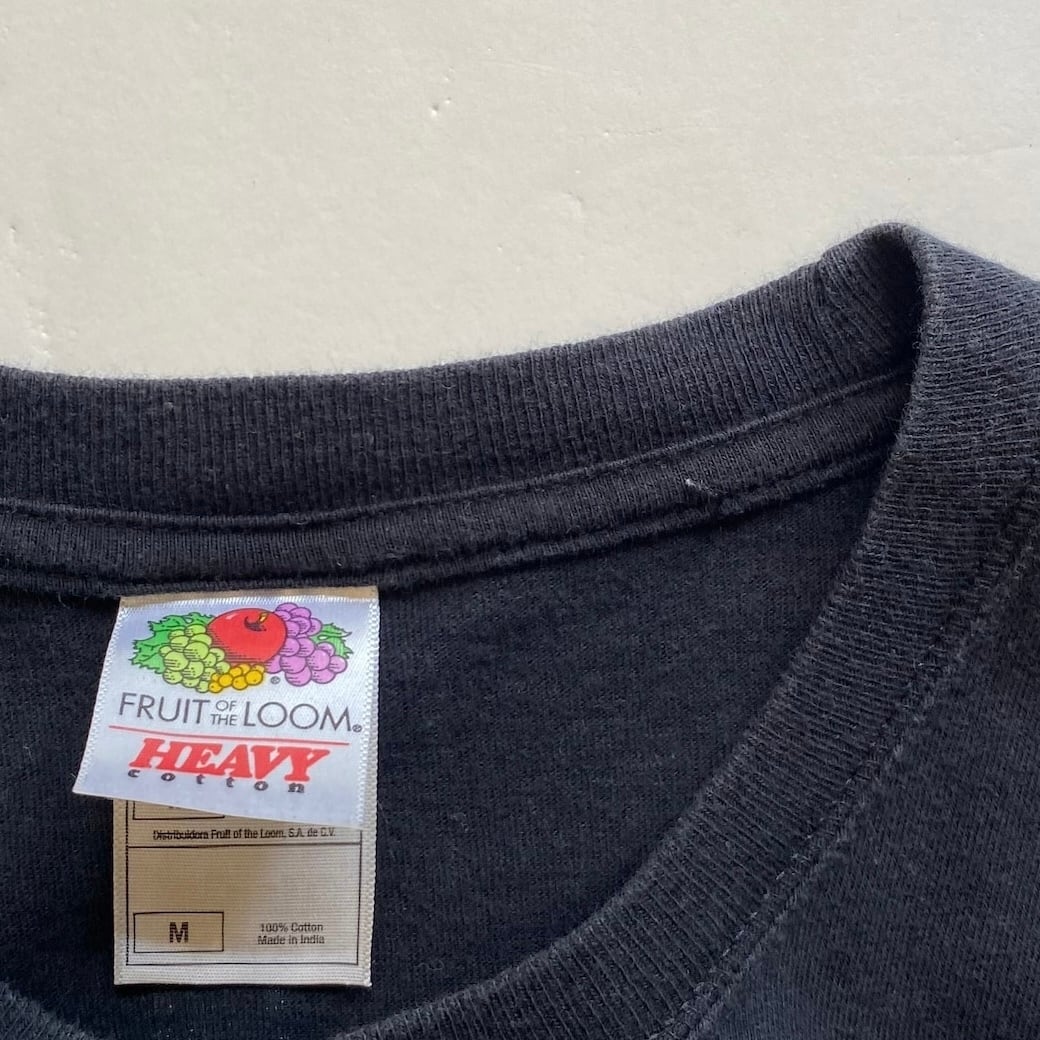 FRUIT OF THE LOOM®
HEAVY
cotton
Distribuidora Fruit of the Loom, S.A. de C.V.
M
100% Cotton
Made in India